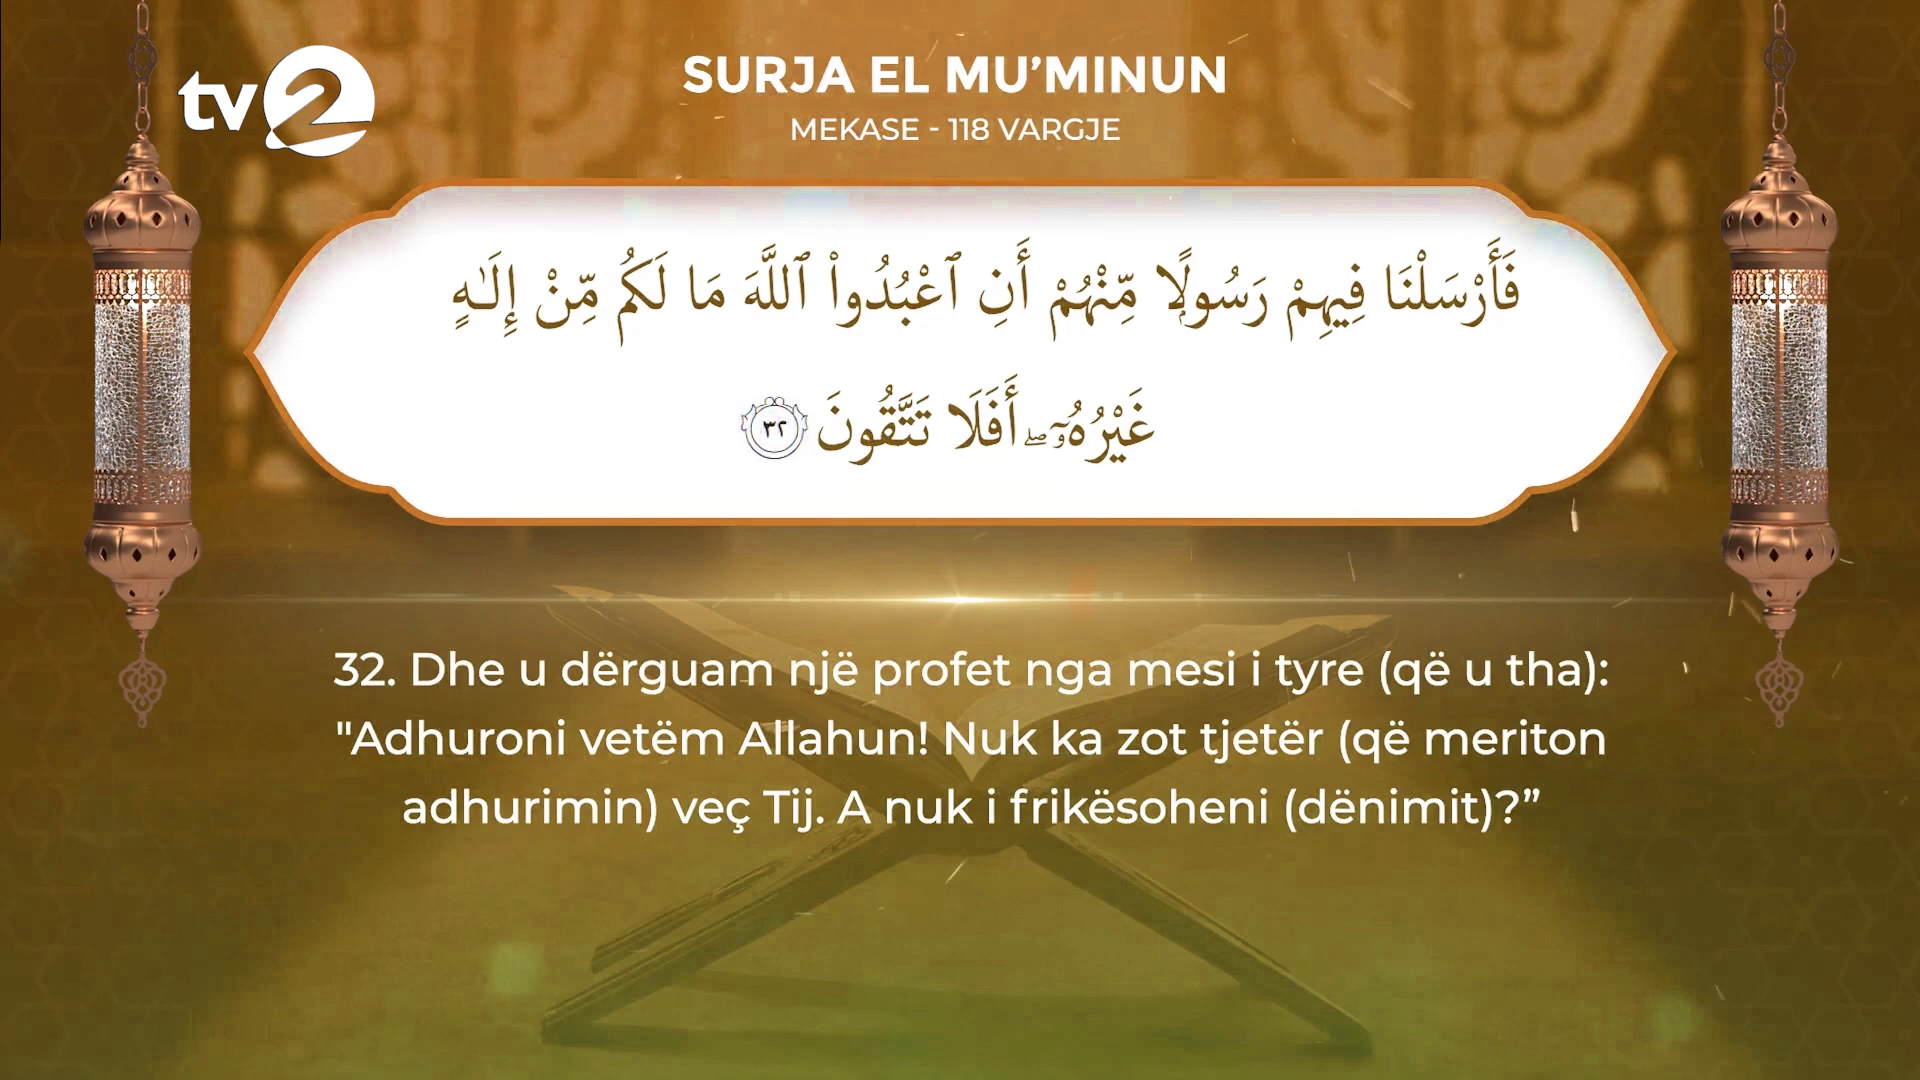 tv2
SURJA EL MU’MINUN
MEKASE - 118 VARGJE
فَأَرْسَلْنَا فِيهِمْ رَسُولًۭا مِّنْهُمْ أَنِ ٱعْبُدُوا۟ ٱللَّهَ مَا لَكُم مِّنْ إِلَـٰهٍ
غَيْرُهُۥٓ ۖ أَفَلَا تَتَّقُونَ ٣٢
32. Dhe u dërguam një profet nga mesi i tyre (që u tha):
"Adhuroni vetëm Allahun! Nuk ka zot tjetër (që meriton
adhurimin) veç Tij. A nuk i frikësoheni (dënimit)?”